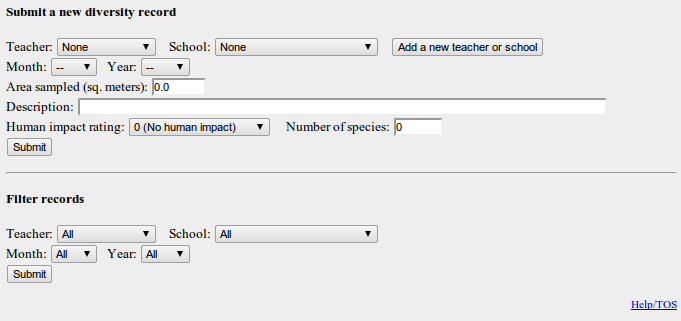 Submit a new diversity record
Teacher: None School: None Add a new teacher or school
Month: -- Year: --
Area sampled (sq. meters): 0.0
Description:
Human impact rating: 0 (No human impact) Number of species: 0
Submit
Filter records
Teacher: All School: All
Month: All Year: All
Submit
Help/TOS